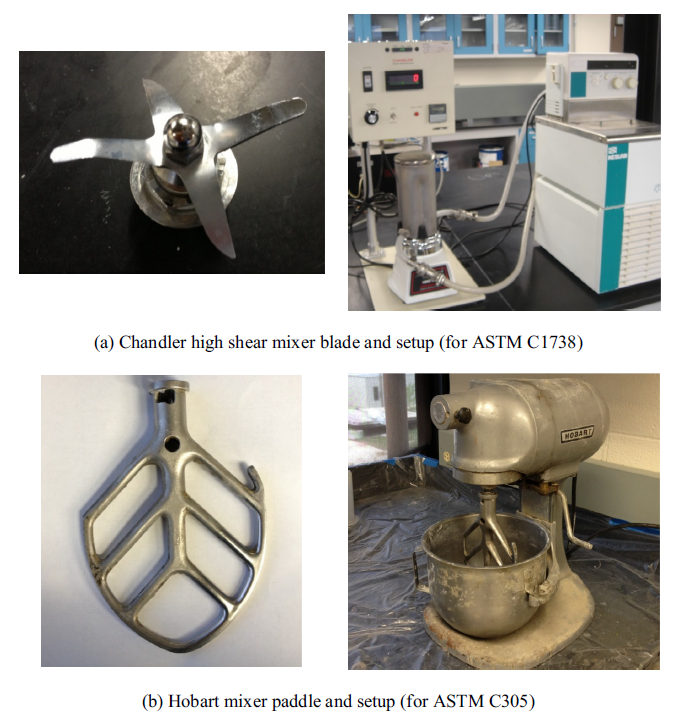 0
(a) Chandler high shear mixer blade and setup (for ASTM C1738)
HOBART
(b) Hobart mixer paddle and setup (for ASTM C305)